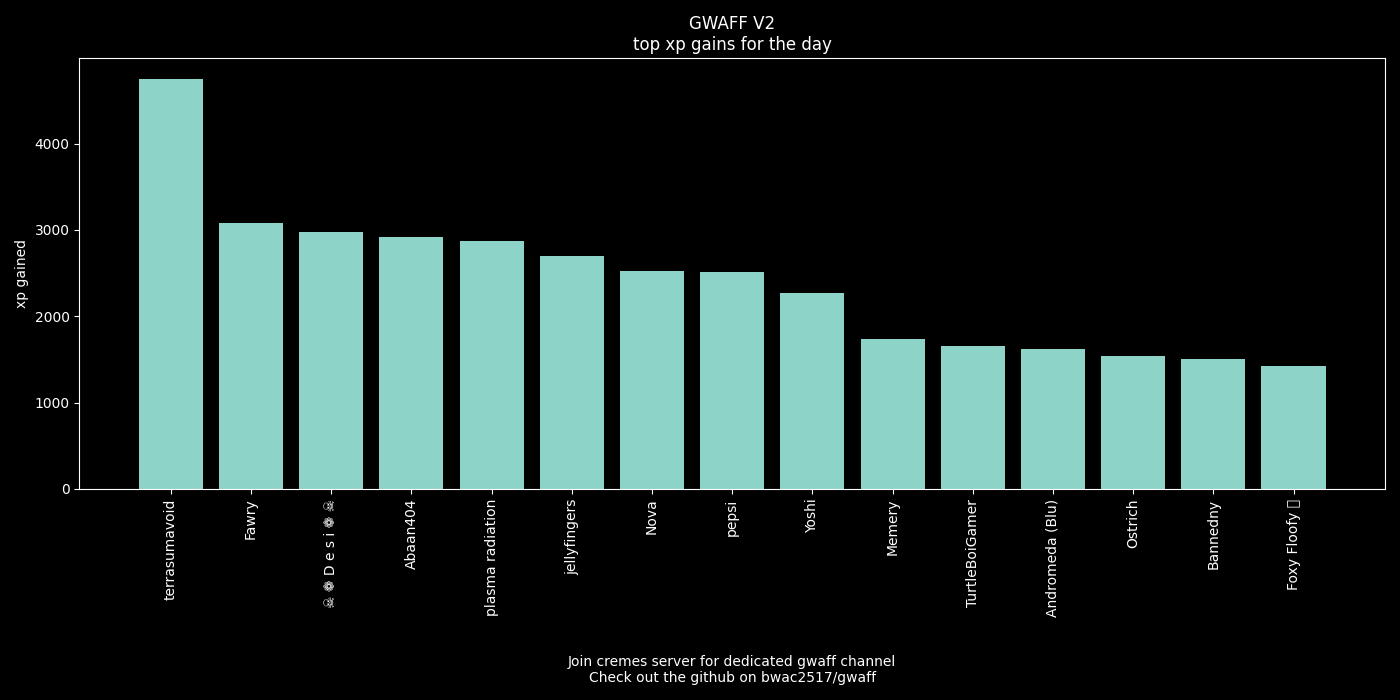 GWAFF V2
top xp gains for the day
xp gained
4000
3000
2000
1000
0
terrasumavoid
Fawry
☠ ❁ D e s i ❁ ☠
Abaan404
plasma radiation
jellyfingers
Nova
pepsi
Yoshi
Memery
TurtleBoiGamer
Andromeda (Blu)
Ostrich
Bannedny
Foxy Floofy
Join cremes server for dedicated gwaff channel
Check out the github on bwac2517/gwaff